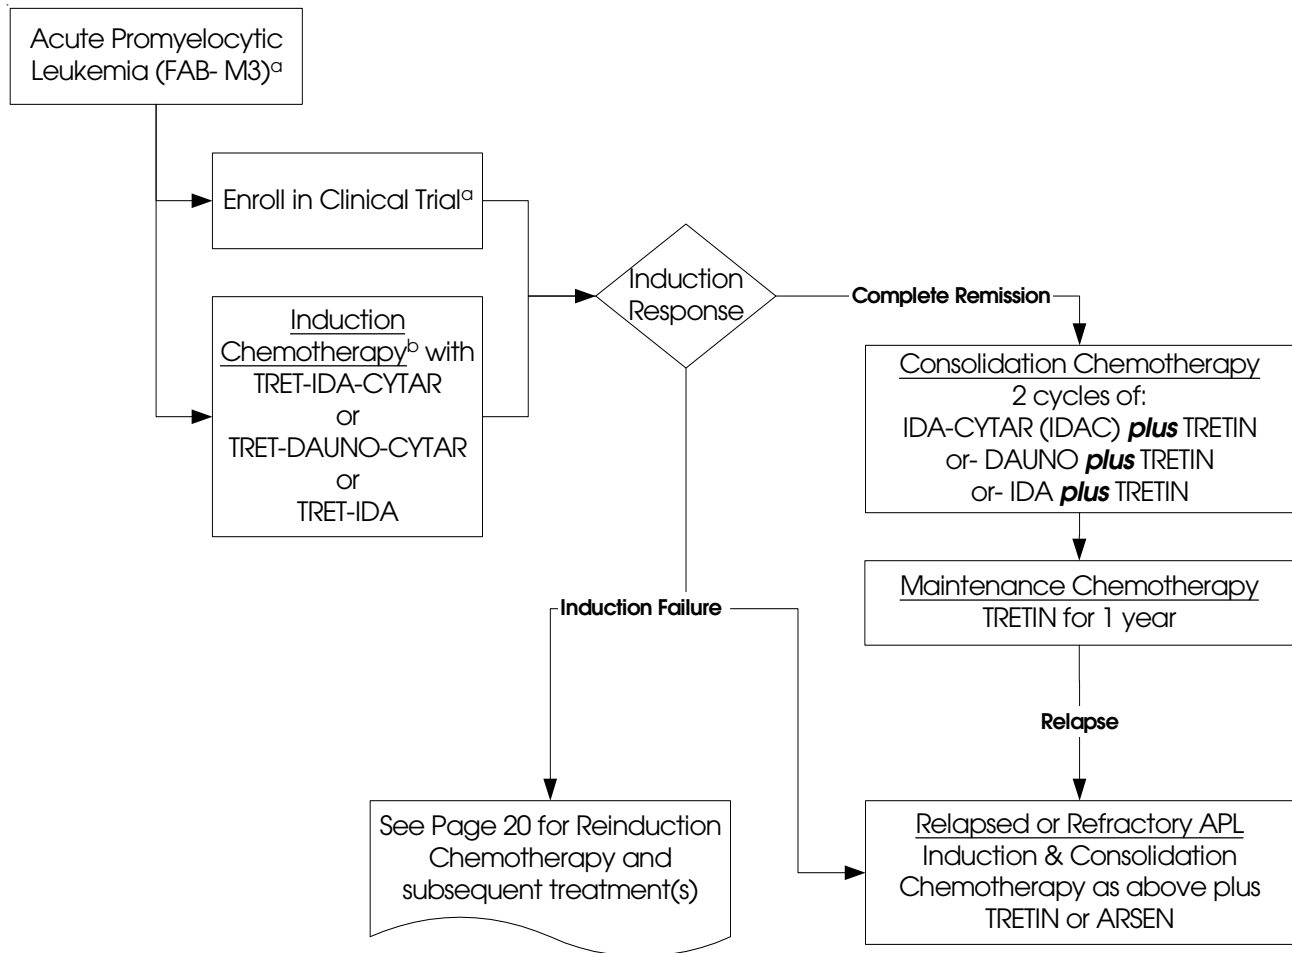 Acute Promyelocytic
Leukemia (FAB- M3)a
Enroll in Clinical Triala
Induction
Chemotherapyb with
TRET-IDA-CYTAR
or
TRET-DAUNO-CYTAR
or
TRET-IDA
Induction
Response
Complete Remission
Consolidation Chemotherapy
2 cycles of:
IDA-CYTAR (IDAC) plus TRETIN
or- DAUNO plus TRETIN
or- IDA plus TRETIN
Maintenance Chemotherapy
TRETIN for 1 year
Induction Failure
Relapse
See Page 20 for Reinduction
Chemotherapy and
subsequent treatment(s)
Relapsed or Refractory APL
Induction & Consolidation
Chemotherapy as above plus
TRETIN or ARSEN